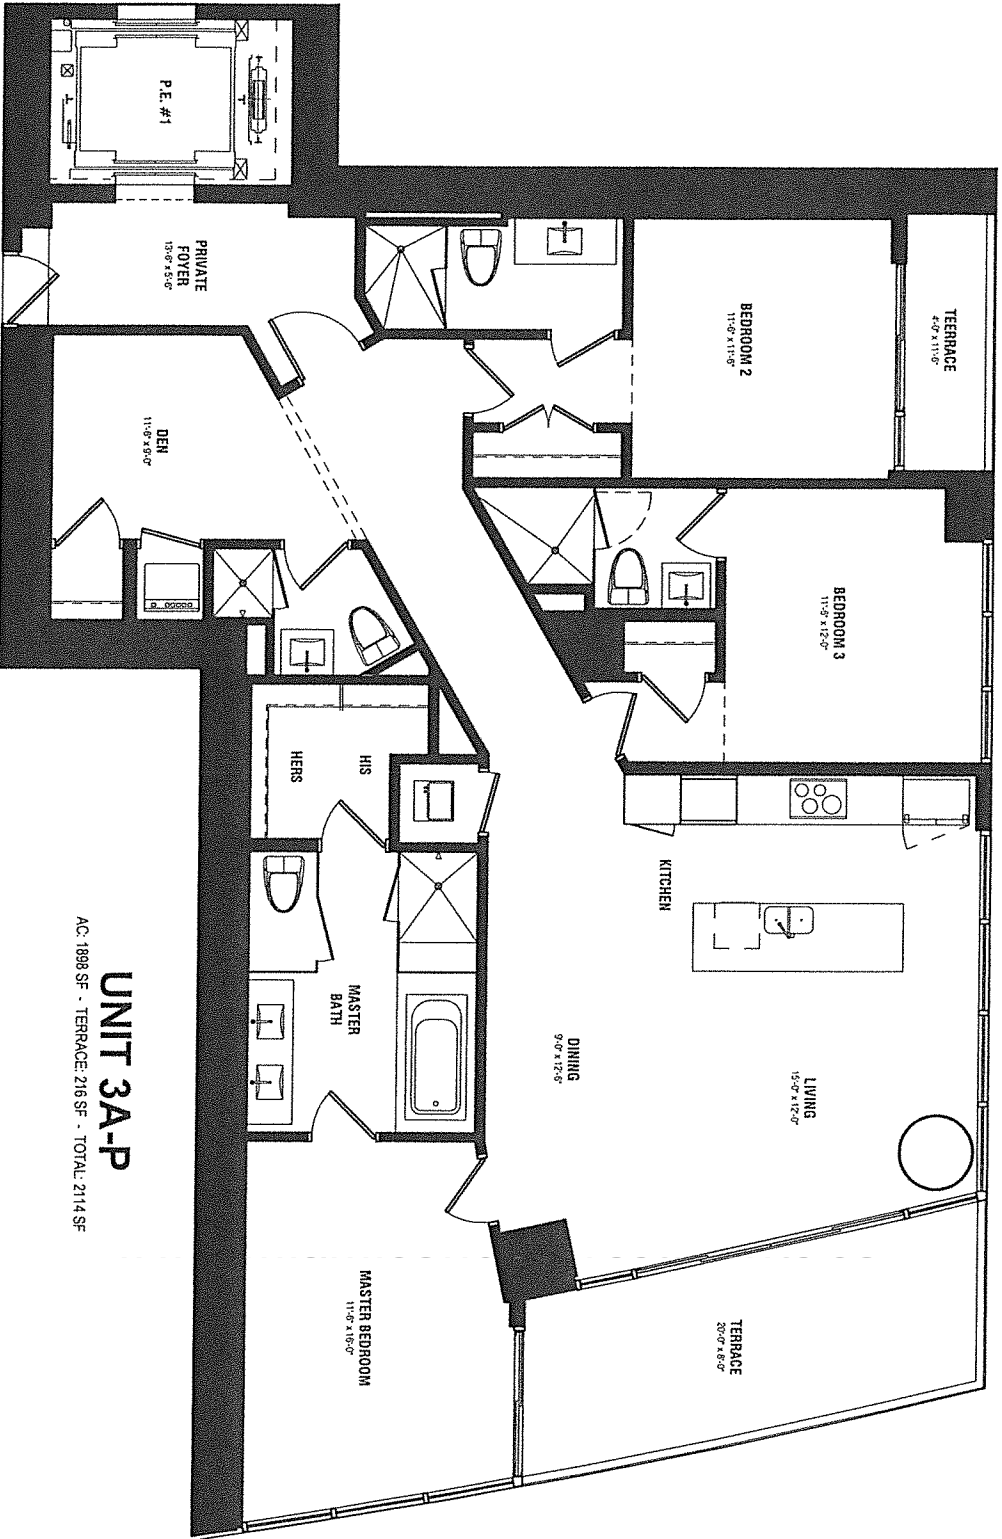 P.E. #1
PRIVATE
FOYER
13'-6" x 5'-6"
BEDROOM 2
11'-6" x 11'-6"
TEERRACE
4'-0" x 11'-6"
DEN
11'-6" x 9'-0"
BEDROOM 3
11'-6" x 12'-0"
HIS
HERS
KITCHEN
MASTER
BATH
DINING
9'-0" x 12'-6"
LIVING
15'-0" x 12'-0"
MASTER BEDROOM
11'-6" x 16'-0"
TERRACE
20'-0" x 8'-0"
UNIT 3A-P
AC: 1898 SF - TERRACE: 216 SF - TOTAL: 2114 SF